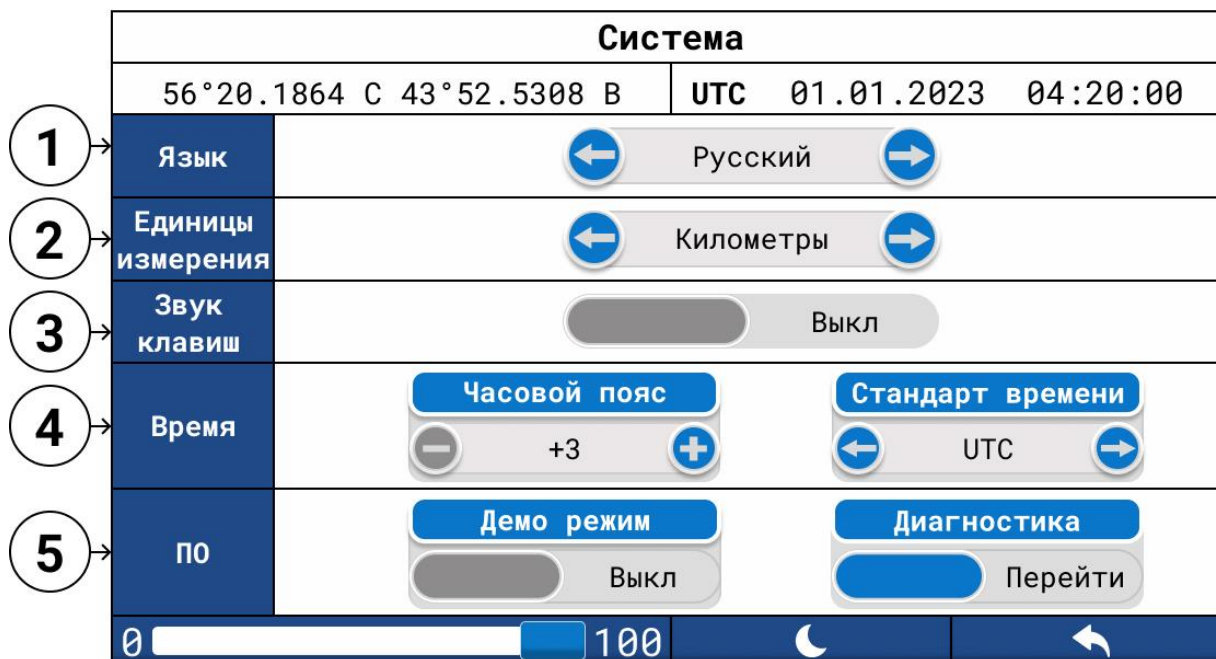 Система
56°20.1864 С 43°52.5308 В UTC 01.01.2023 04:20:00
1 Язык Русский
2 Единицы измерения Километры
3 Звук клавиш Выкл
4 Время
Часовой пояс Стандарт времени
+3 UTC
5 ПО
Демо режим Диагностика
Выкл Перейти
0 100